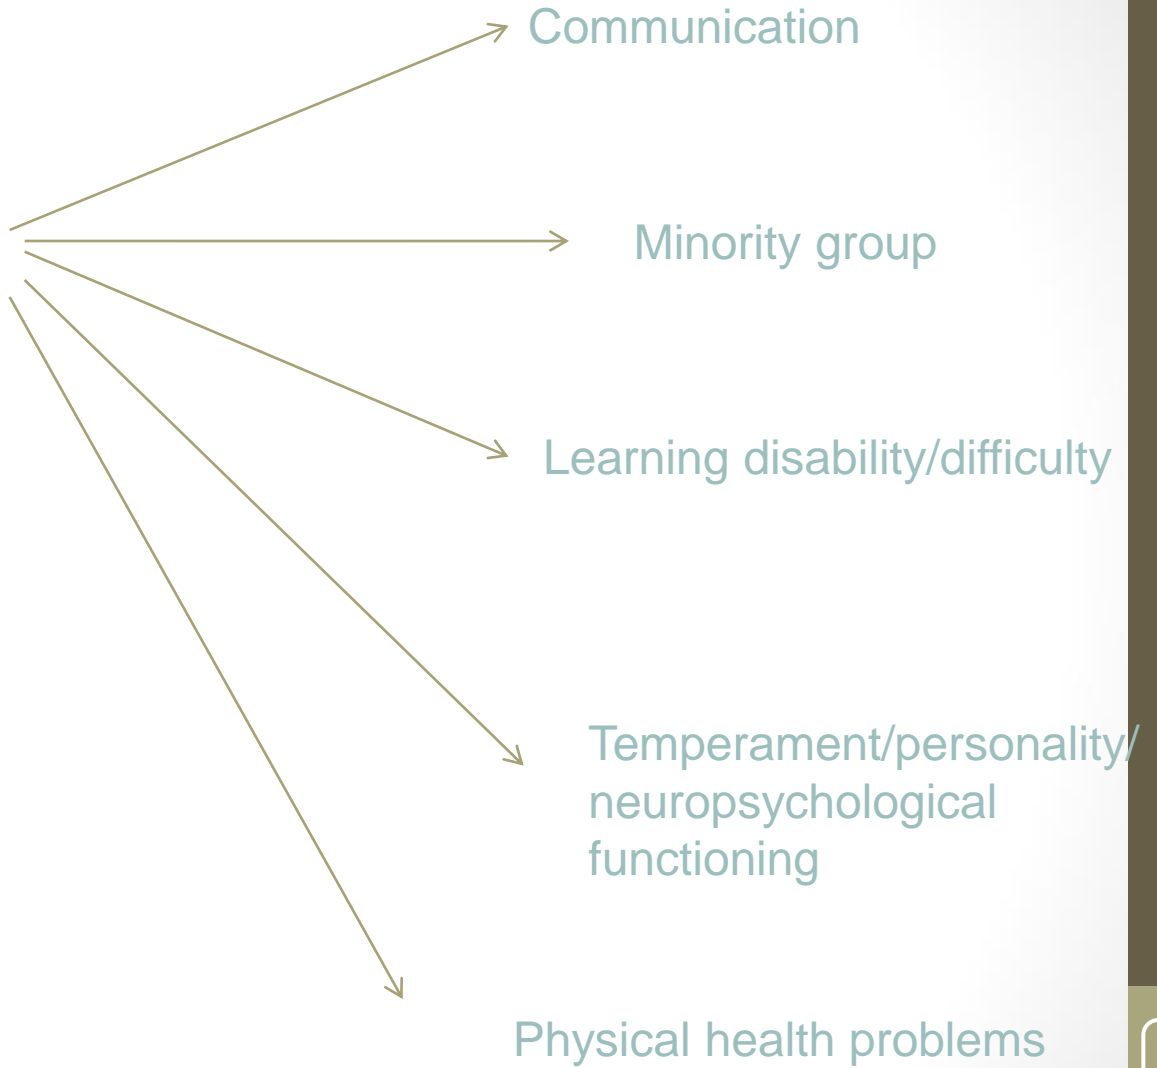 Communication
Minority group
Learning disability/difficulty
Temperament/personality/
neuropsychological
functioning
Physical health problems